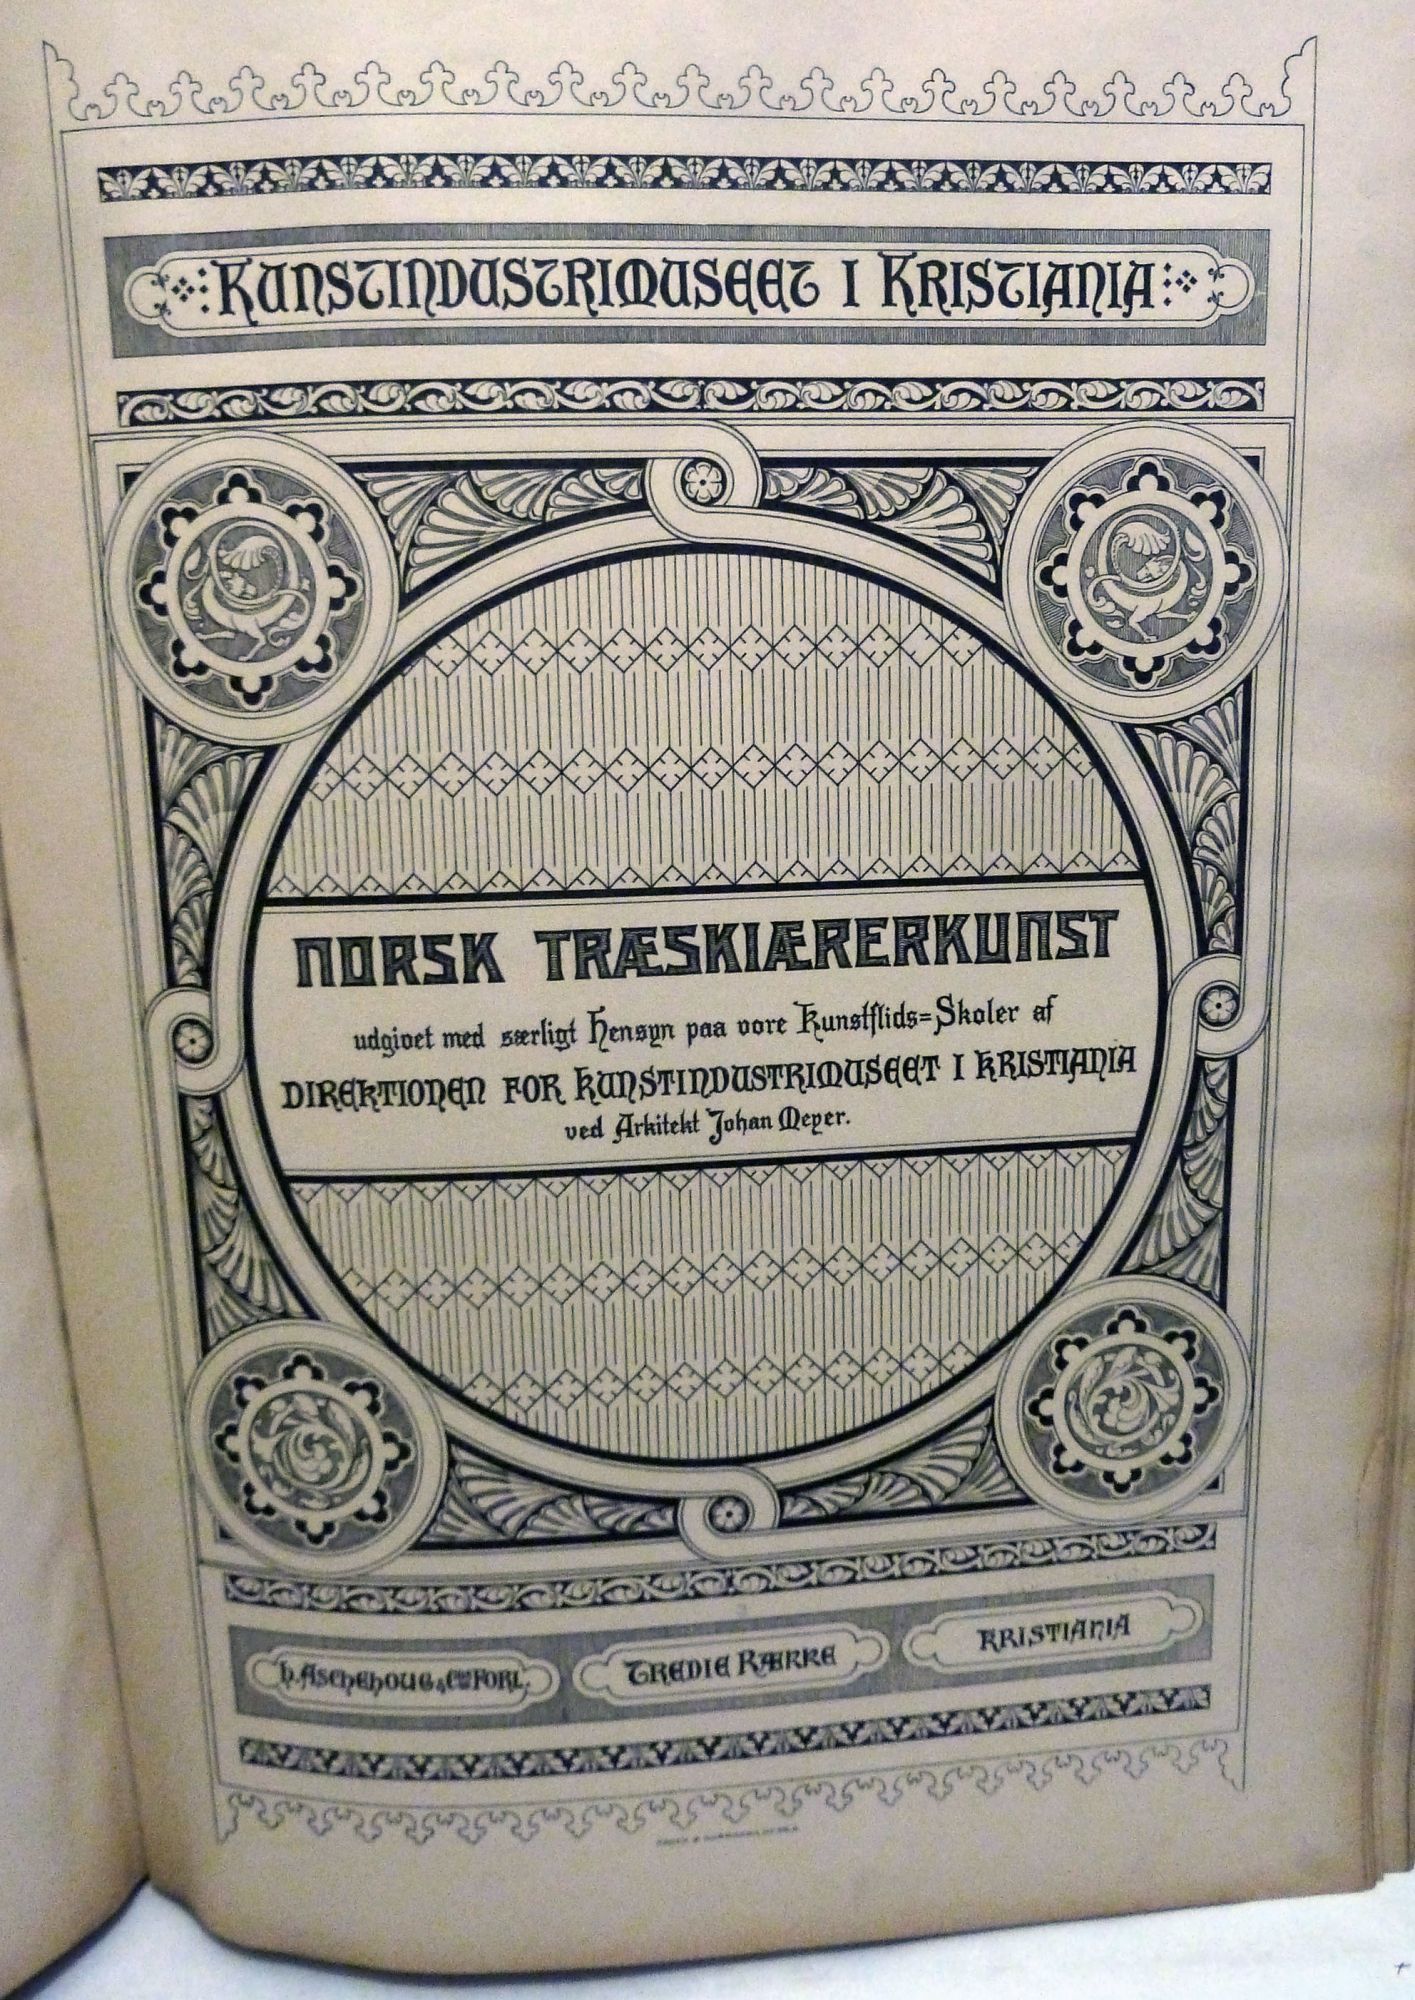 KUNSTINDUSTRIMUSEET I KRISTIANIA
NORSK TRÆSKIÆRERKUNST
udgivet med særligt Hensyn paa vore Kunstflids=Skoler af
DIREKTIONEN FOR KUNSTINDUSTRIMUSEET I KRISTIANIA
ved Arkitekt Johan Meyer.
H. ASCHEHOUG & Cos FORL.
TREDIE RÆKKE
KRISTIANIA